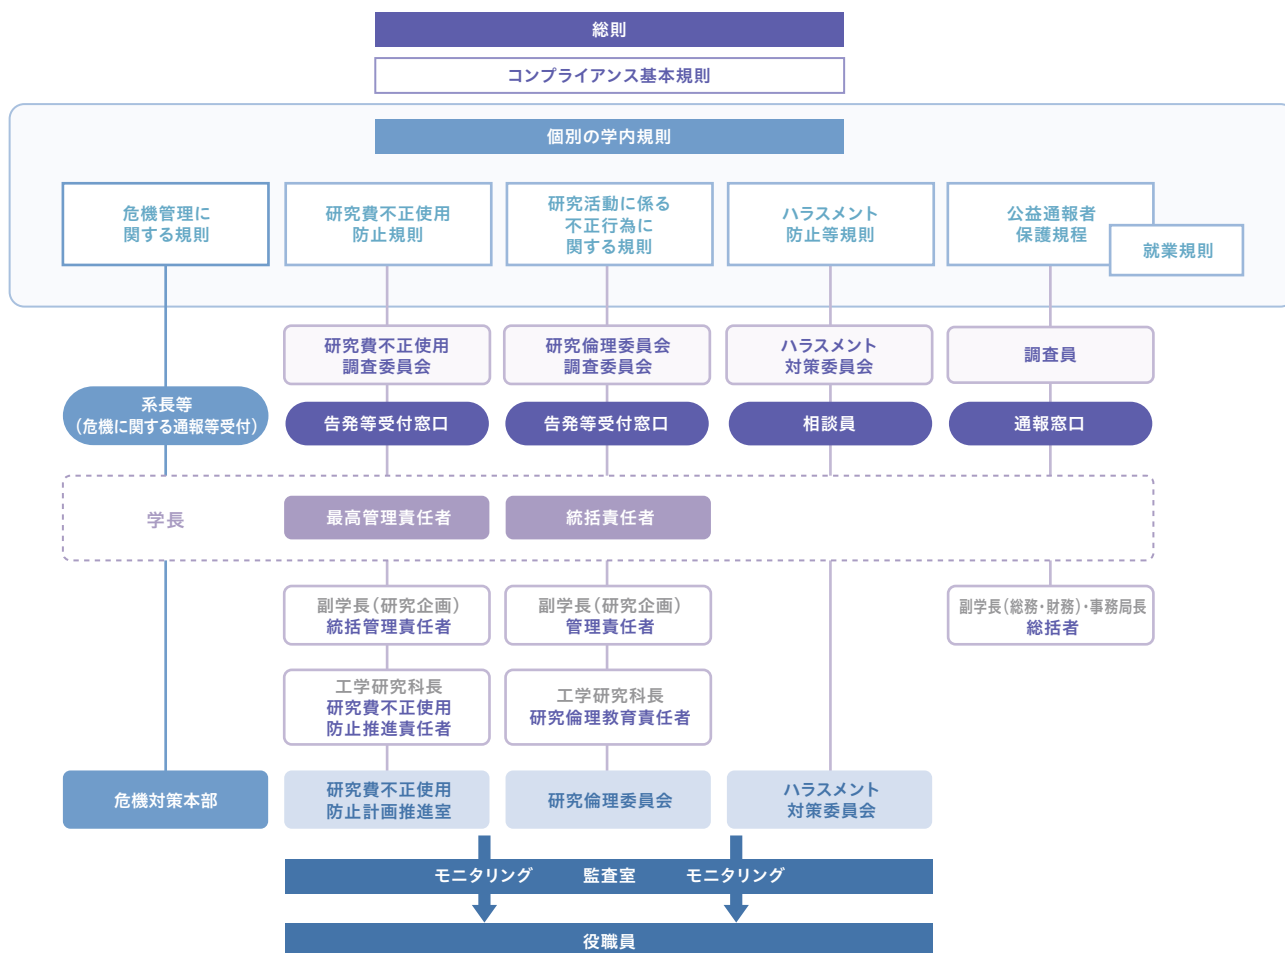 総則
コンプライアンス基本規則
個別の学内規則
危機管理に
関する規則
研究費不正使用
防止規則
研究活動に係る
不正行為に
関する規則
ハラスメント
防止等規則
公益通報者
保護規程
就業規則
研究費不正使用
調査委員会
研究倫理委員会
調査委員会
ハラスメント
対策委員会
調査員
系長等
（危機に関する通報等受付）
告発等受付窓口
告発等受付窓口
相談員
通報窓口
学長
最高管理責任者
統括責任者
副学長（研究企画）
統括管理責任者
副学長（研究企画）
管理責任者
副学長（総務・財務）・事務局長
総括者
工学研究科長
研究費不正使用
防止推進責任者
工学研究科長
研究倫理教育責任者
危機対策本部
研究費不正使用
防止計画推進室
研究倫理委員会
ハラスメント
対策委員会
モニタリング 監査室 モニタリング
役職員